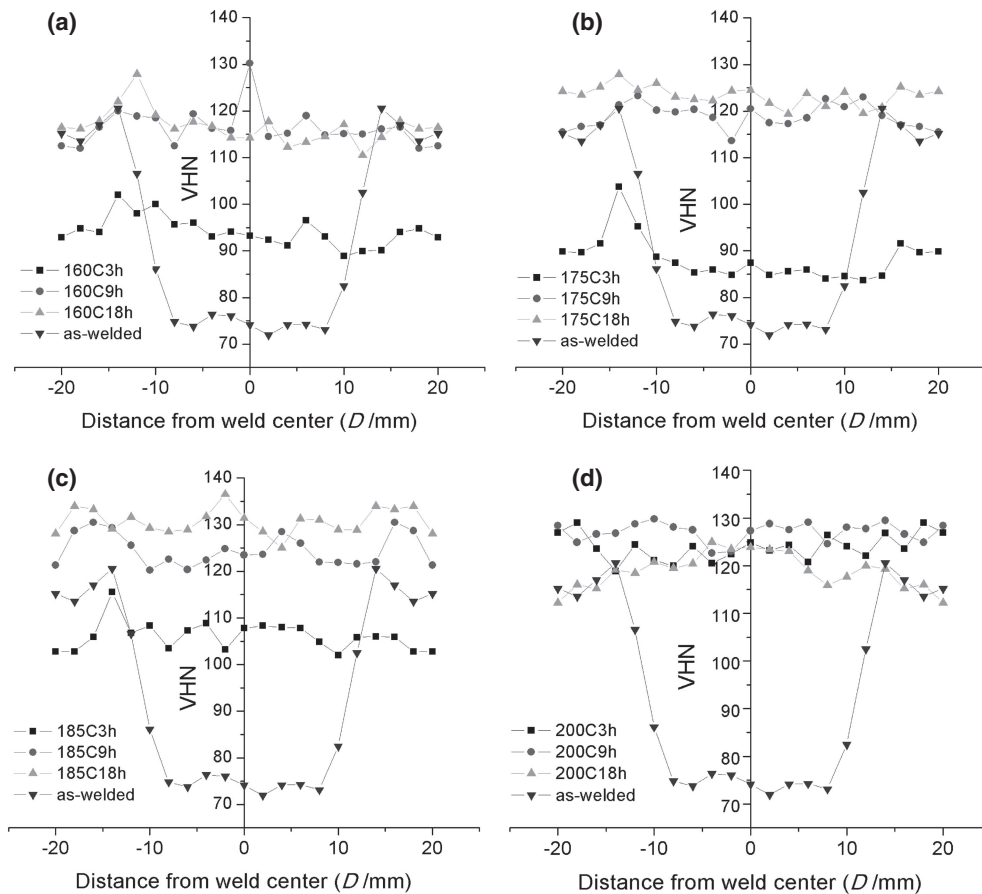 (a)
140
130
120
110
100
90
80
70
VHN
160C3h
160C9h
160C18h
as-welded
-20 -10 0 10 20
Distance from weld center (D /mm)
(b)
140
130
120
110
100
90
80
70
VHN
175C3h
175C9h
175C18h
as-welded
-20 -10 0 10 20
Distance from weld center (D /mm)
(c)
140
130
120
110
100
90
80
70
VHN
185C3h
185C9h
185C18h
as-welded
-20 -10 0 10 20
Distance from weld center (D /mm)
(d)
140
130
120
110
100
90
80
70
VHN
200C3h
200C9h
200C18h
as-welded
-20 -10 0 10 20
Distance from weld center (D /mm)